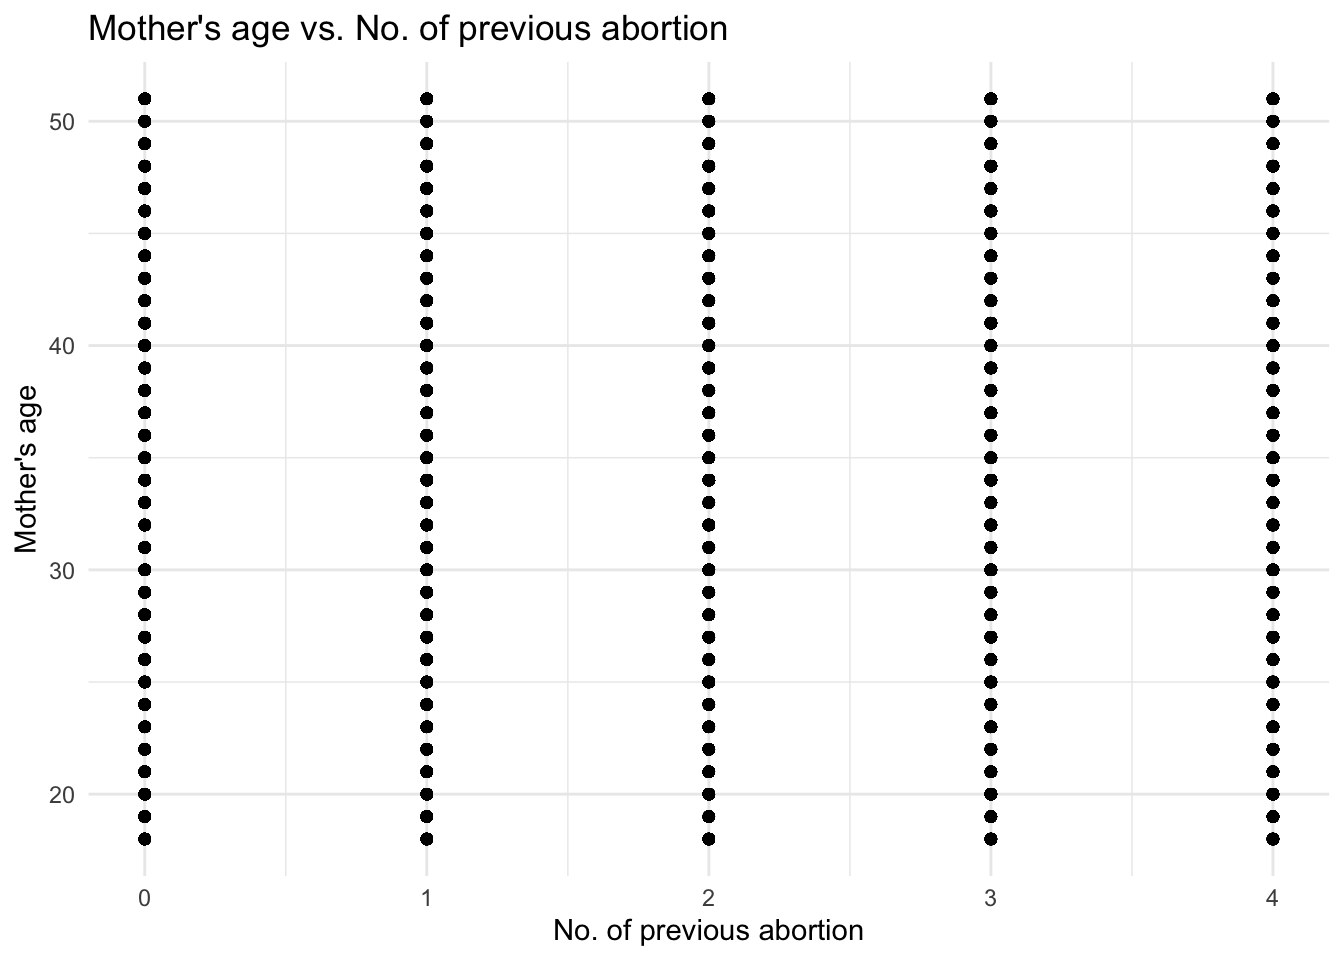 Mother's age vs. No. of previous abortion
50
40
30
20
Mother's age
0 1 2 3 4
No. of previous abortion